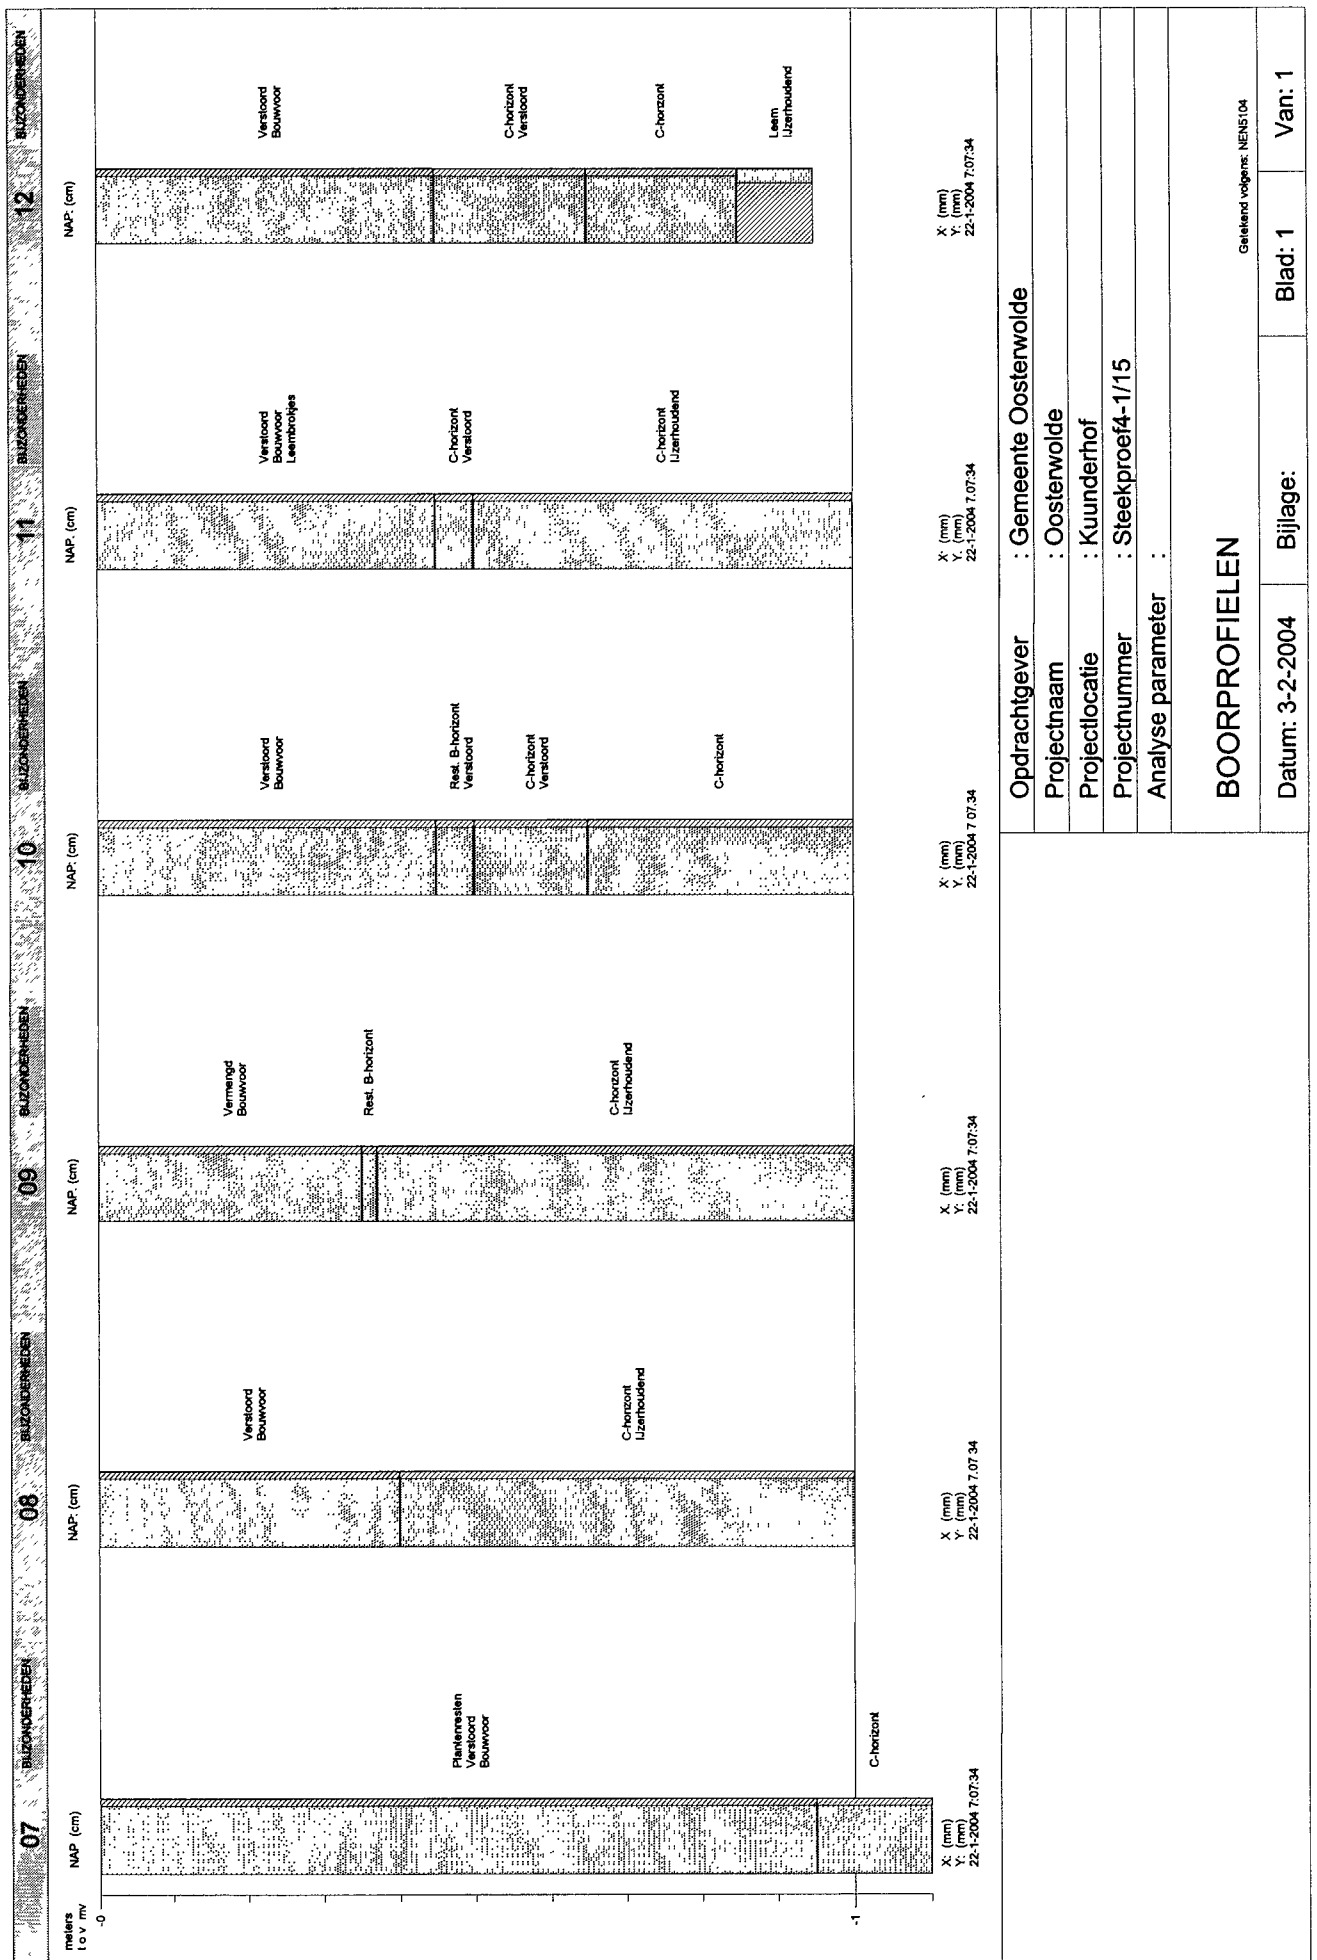 07 BIJZONDERHEDEN 08 BIJZONDERHEDEN 09 BIJZONDERHEDEN 10 BIJZONDERHEDEN 11 BIJZONDERHEDEN 12 BIJZONDERHEDEN
meters
t o v mv
-0
-1
NAP (cm)
Plantenresten
Verstoord
Bouwvoor
C-horizont
X: (mm)
Y: (mm)
22-1-2004 7:07:34
NAP: (cm)
Verstoord
Bouwvoor
C-horizont
IJzerhoudend
X (mm)
Y (mm)
22-1-2004 7.07 34
NAP. (cm)
Vermengd
Bouwvoor
Rest. B-horizont
C-horizont
IJzerhoudend
X. (mm)
Y: (mm)
22-1-2004 7:07:34
NAP: (cm)
Verstoord
Bouwvoor
Rest. B-horizont
Verstoord
C-horizont
Verstoord
C-horizont
X: (mm)
Y. (mm)
22-1-2004 7 07.34
NAP. (cm)
Verstoord
Bouwvoor
Leembrokjes
C-horizont
Verstoord
C-horizont
IJzerhoudend
X: (mm)
Y. (mm)
22-1-2004 7.07:34
NAP: (cm)
Verstoord
Bouwvoor
C-horizont
Verstoord
C-horizont
Leem
IJzerhoudend
X: (mm)
Y: (mm)
22-1-2004 7:07:34
Opdrachtgever : Gemeente Oosterwolde
Projectnaam : Oosterwolde
Projectlocatie : Kuunderhof
Projectnummer : Steekproef4-1/15
Analyse parameter :
BOORPROFIELEN
Getekend volgens: NEN5104
Datum: 3-2-2004 Bijlage: Blad: 1 Van: 1